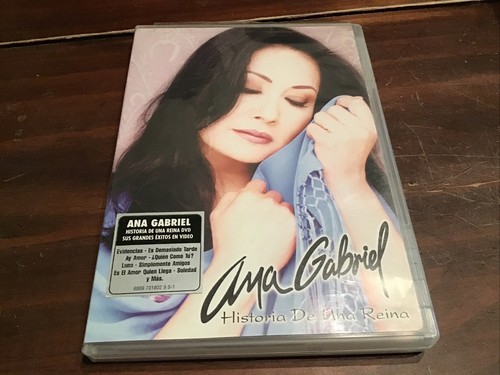 ANA GABRIEL
HISTORIA DE UNA REINA DVD
SUS GRANDES ÉXITOS EN VIDEO
Evidencias - Es Demasiado Tarde
Ay Amor - ¿Quién Como Tú?
Luna - Simplemente Amigos
Es El Amor Quien Llega - Soledad
y Más.
Ana Gabriel
Historia De Una Reina